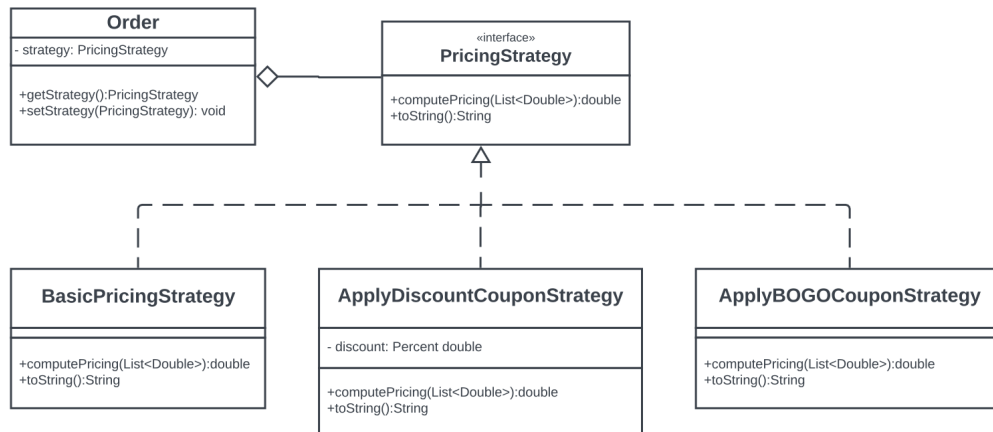 Order
- strategy: PricingStrategy
+getStrategy():PricingStrategy
+setStrategy(PricingStrategy): void
«interface»
PricingStrategy
+computePricing(List<Double>):double
+toString():String
BasicPricingStrategy
+computePricing(List<Double>):double
+toString():String
ApplyDiscountCouponStrategy
- discount: Percent double
+computePricing(List<Double>):double
+toString():String
ApplyBOGOCouponStrategy
+computePricing(List<Double>):double
+toString():String